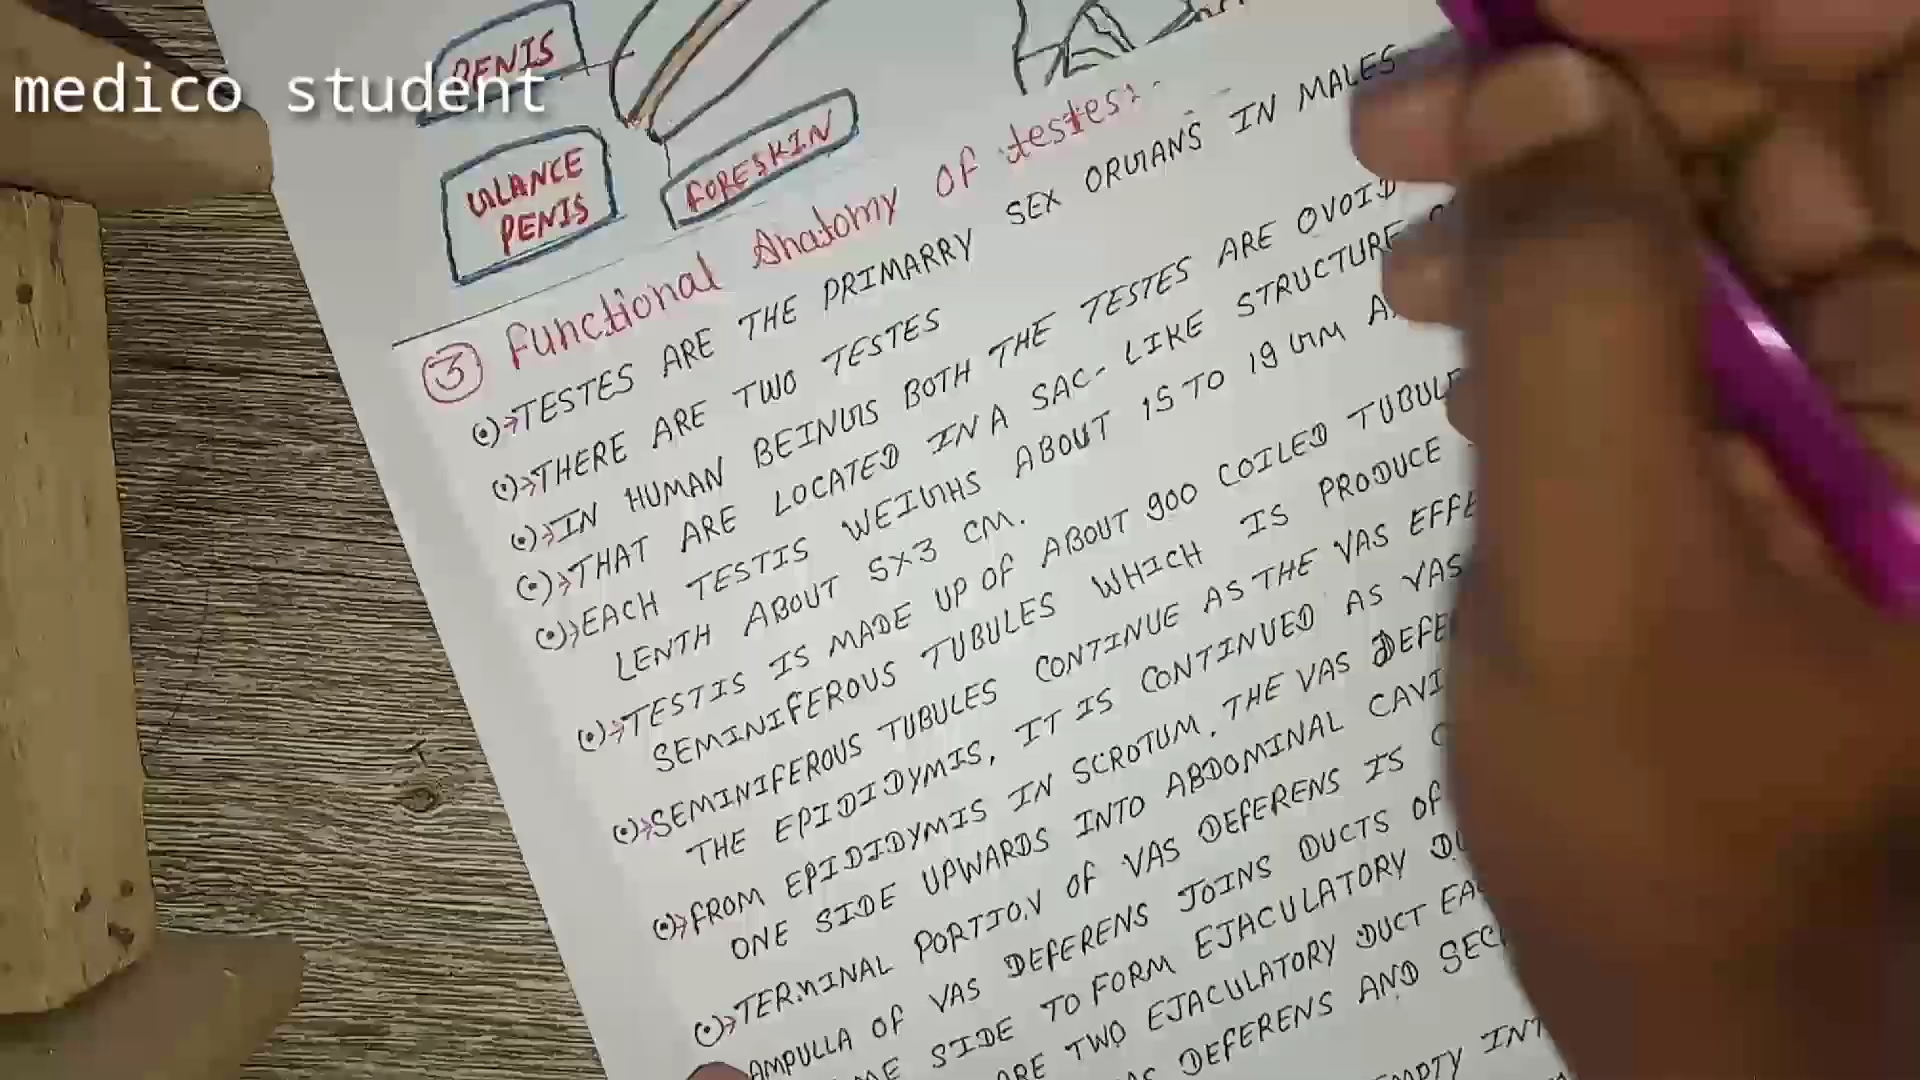 medico student
PENIS
GLANCE
PENIS
FORESKIN
3 Functional Anatomy OF testes:-
TESTES ARE THE PRIMARRY SEX ORGANS IN MALES
THERE ARE TWO TESTES
IN HUMAN BEINGS BOTH THE TESTES ARE OVOID
THAT ARE LOCATED IN A SAC-LIKE STRUCTURE
EACH TESTIS WEIGHS ABOUT 15 TO 19 GM
LENTH ABOUT 5X3 CM.
TESTIS IS MADE UP OF ABOUT 900 COILED
SEMINIFEROUS TUBULES WHICH IS PRODUCE
SEMINIFEROUS TUBULES CONTINUE AS THE VAS
THE EPIDIDYMIS, IT IS CONTINUED AS VAS
FROM EPIDIDYMIS IN SCROTUM. THE VAS
ONE SIDE UPWARDS INTO ABDOMINAL
TERMINAL PORTION OF VAS DEFERENS IS
AMPULLA OF VAS DEFERENS JOINS DUCTS OF
SIDE TO FORM EJACULATORY
ARE TWO EJACULATORY DUCT
DEFERENS AND